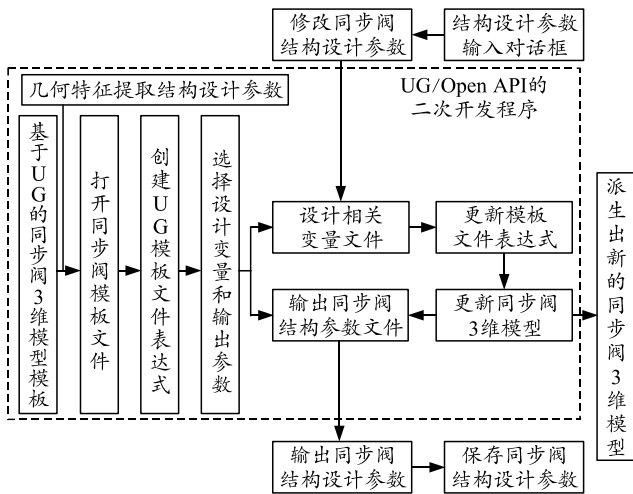 修改同步阀
结构设计参数
结构设计参数
输入对话框
几何特征提取结构设计参数
UG/Open API的
二次开发程序
基于UG的同步阀3维模型模板
打开同步阀模板文件
创建UG模板文件表达式
选择设计变量和输出参数
设计相关
变量文件
更新模板
文件表达式
输出同步阀
结构参数文件
更新同步阀
3维模型
派生出新的同步阀3维模型
输出同步阀
结构设计参数
保存同步阀
结构设计参数